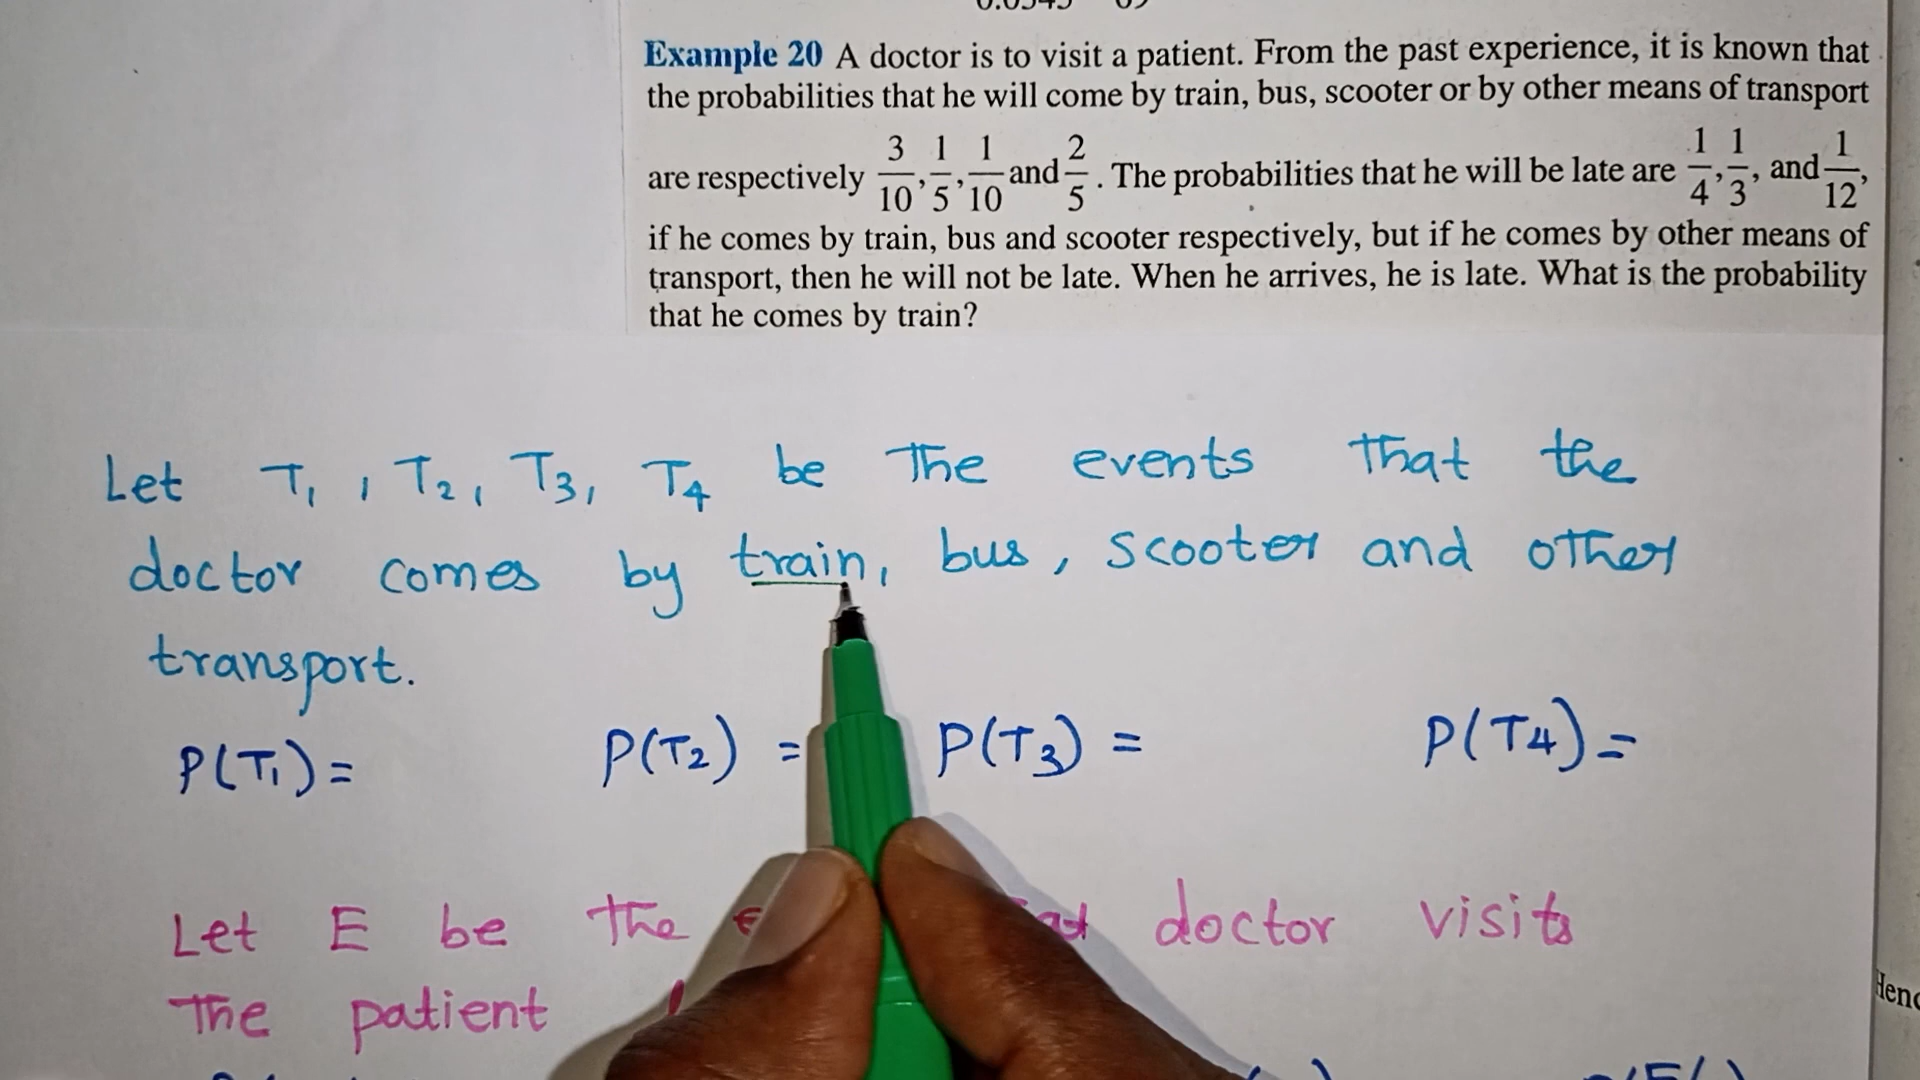 Example 20 A doctor is to visit a patient. From the past experience, it is known that
the probabilities that he will come by train, bus, scooter or by other means of transport
are respectively 3/10, 1/5, 1/10 and 2/5. The probabilities that he will be late are 1/4, 1/3, and 1/12,
if he comes by train, bus and scooter respectively, but if he comes by other means of
transport, then he will not be late. When he arrives, he is late. What is the probability
that he comes by train?
Let T1, T2, T3, T4 be The events That the
doctor comes by train, bus, scooter and other
transport.
P(T1)= P(T2) = P(T3) = P(T4)=
Let E be The doctor visits
The patient